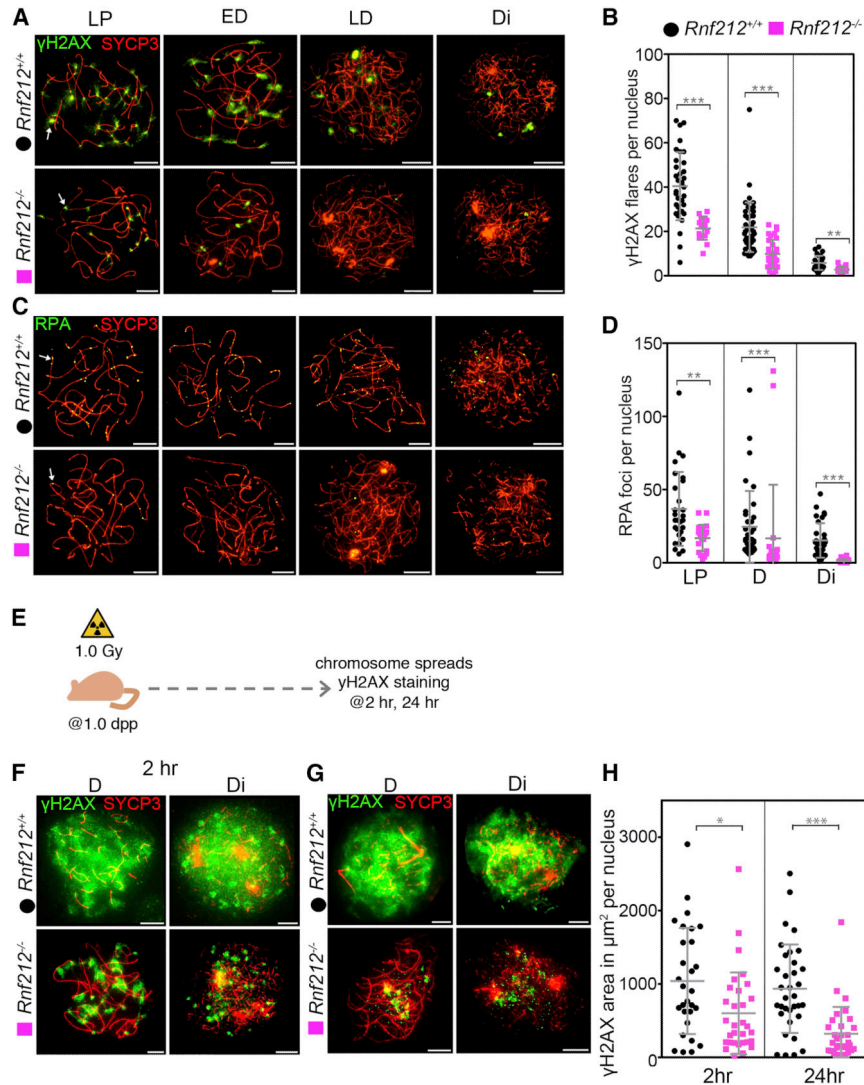 A
LP
ED
LD
Di
γH2AX SYCP3
Rnf212+/+
Rnf212-/-
B
Rnf212+/+
Rnf212-/-
γH2AX flares per nucleus
100
80
60
40
20
0
***
***
**
C
RPA
SYCP3
Rnf212+/+
Rnf212-/-
D
RPA foci per nucleus
150
100
50
0
**
***
***
LP
D
Di
E
1.0 Gy
@1.0 dpp
chromosome spreads
γH2AX staining
@2 hr, 24 hr
F
2 hr
D
Di
γH2AX
SYCP3
Rnf212+/+
Rnf212-/-
G
D
Di
γH2AX
SYCP3
Rnf212+/+
Rnf212-/-
H
γH2AX area in µm² per nucleus
3000
2000
1000
0
*
***
2hr
24hr